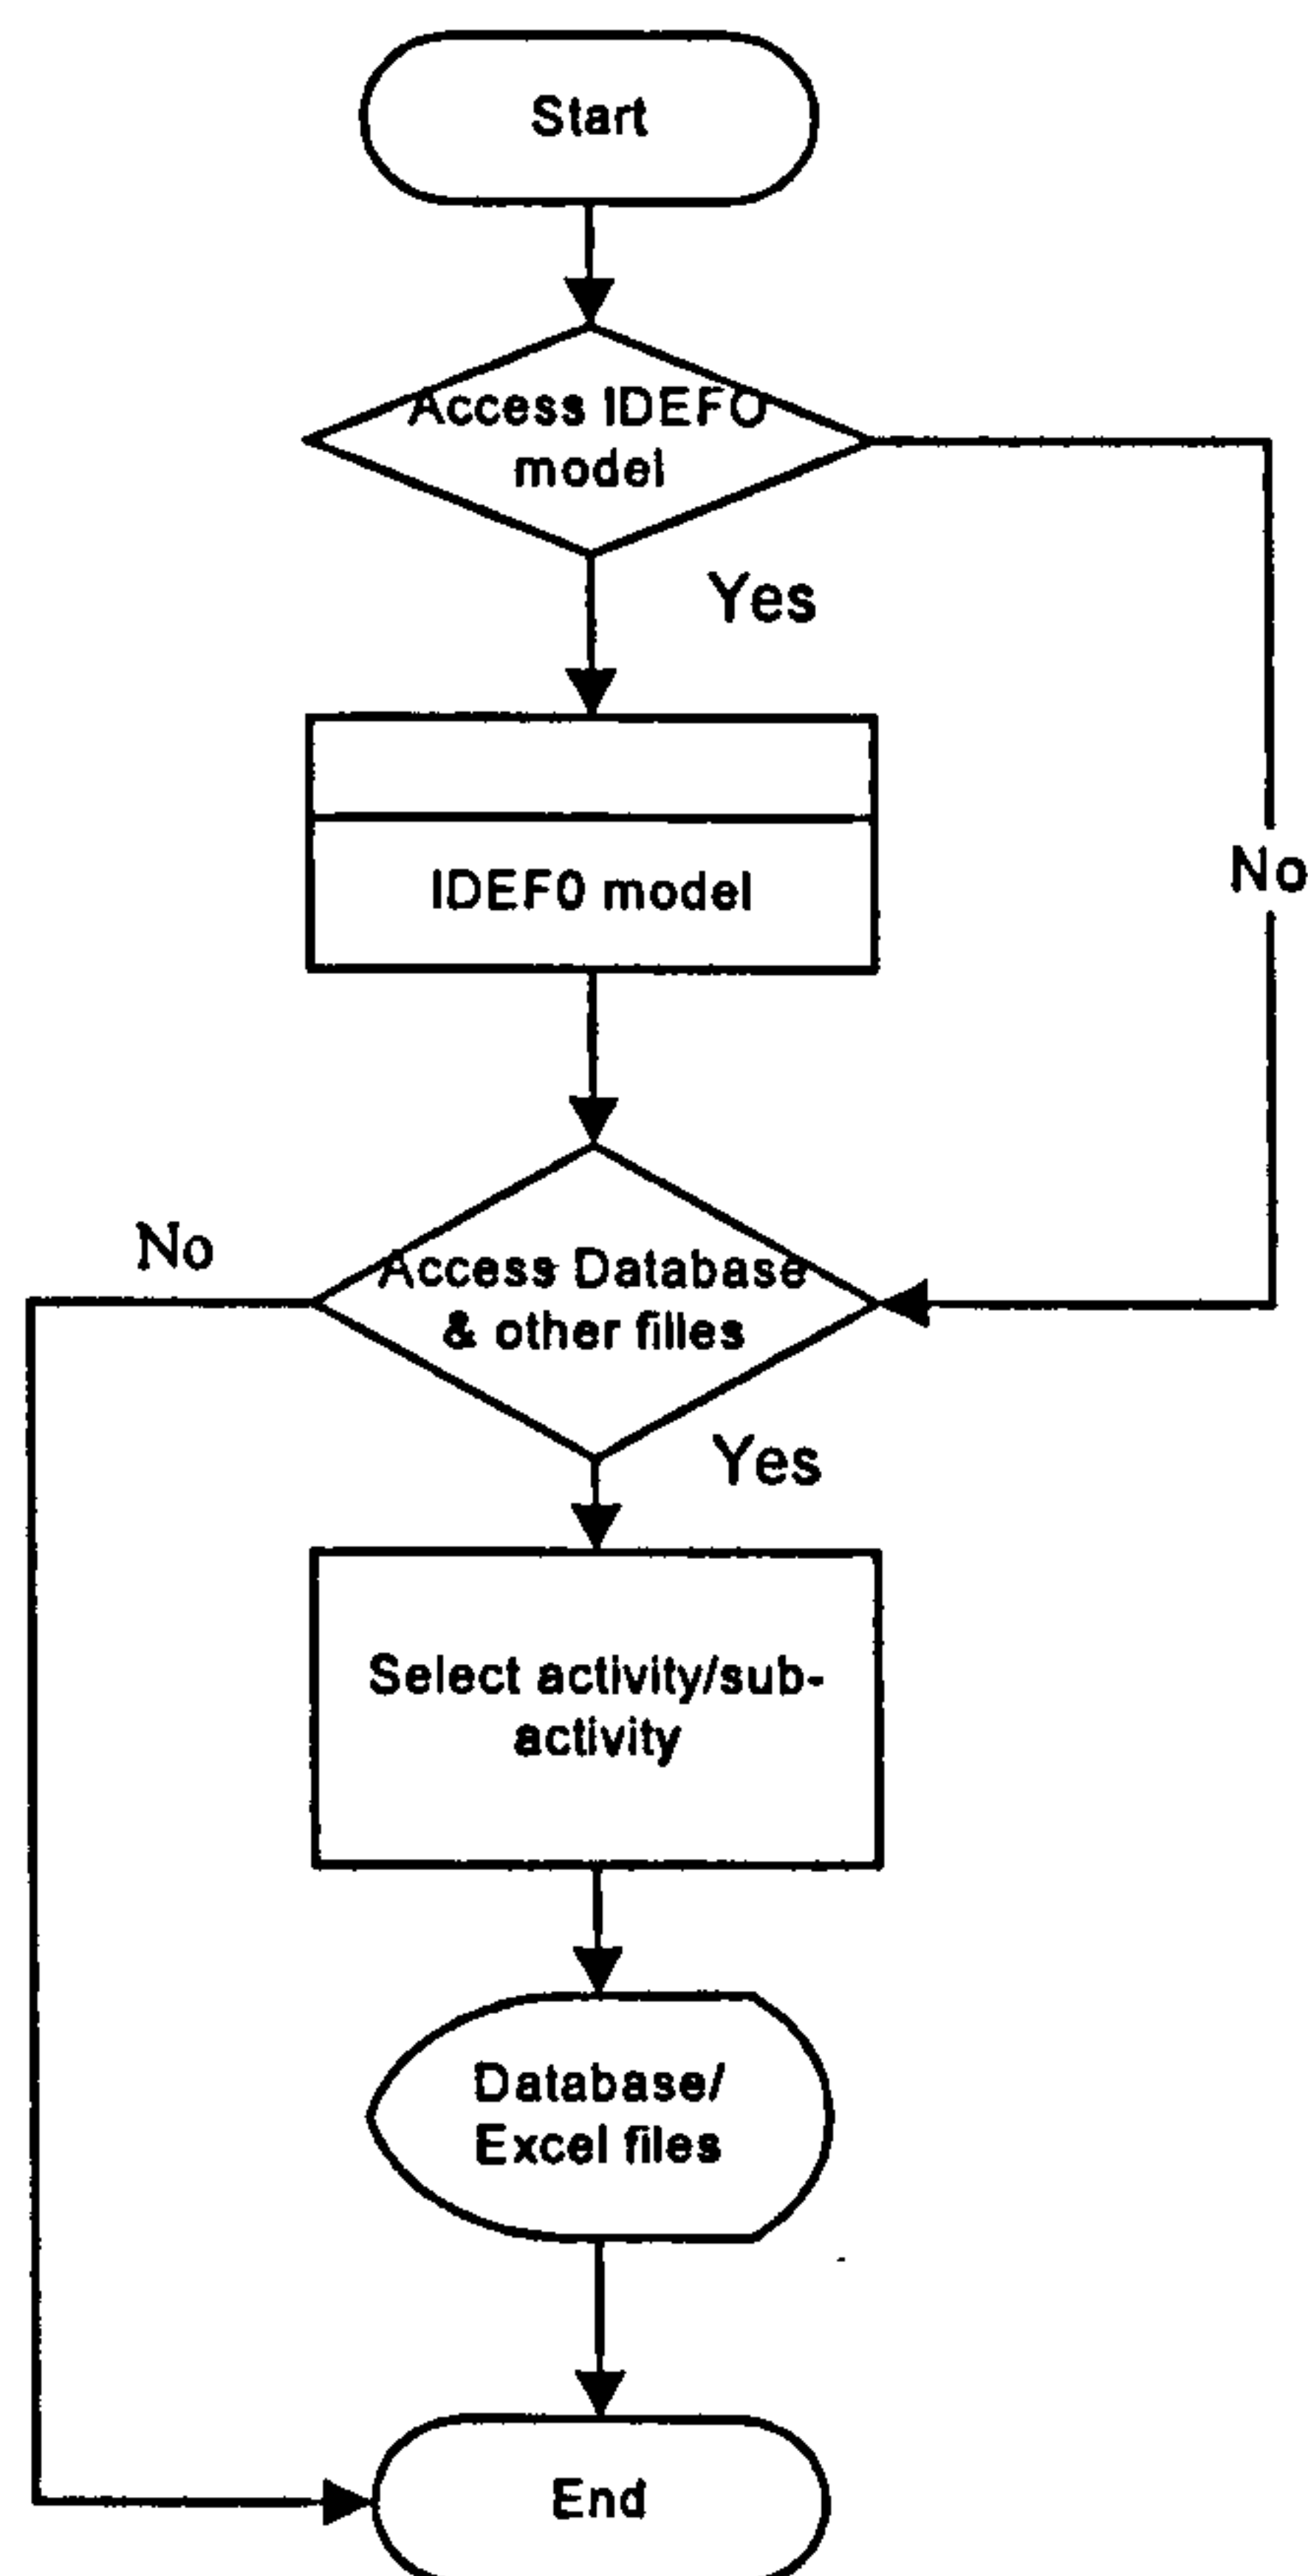 Start
Access IDEFO
model
Yes
IDEF0 model
No
No
Access Database
& other filles
Yes
Select activity/sub-
activity
Database/
Excel files
End